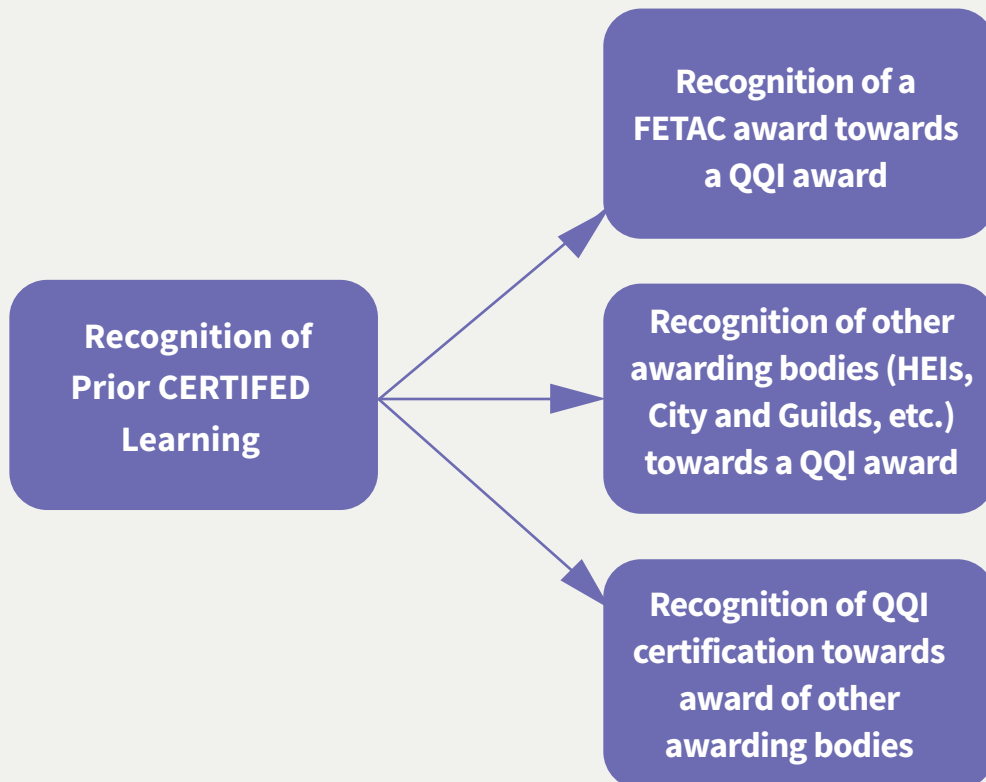 Recognition of
Prior CERTIFED
Learning
Recognition of a
FETAC award towards
a QQI award
Recognition of other
awarding bodies (HEIs,
City and Guilds, etc.)
towards a QQI award
Recognition of QQI
certification towards
award of other
awarding bodies